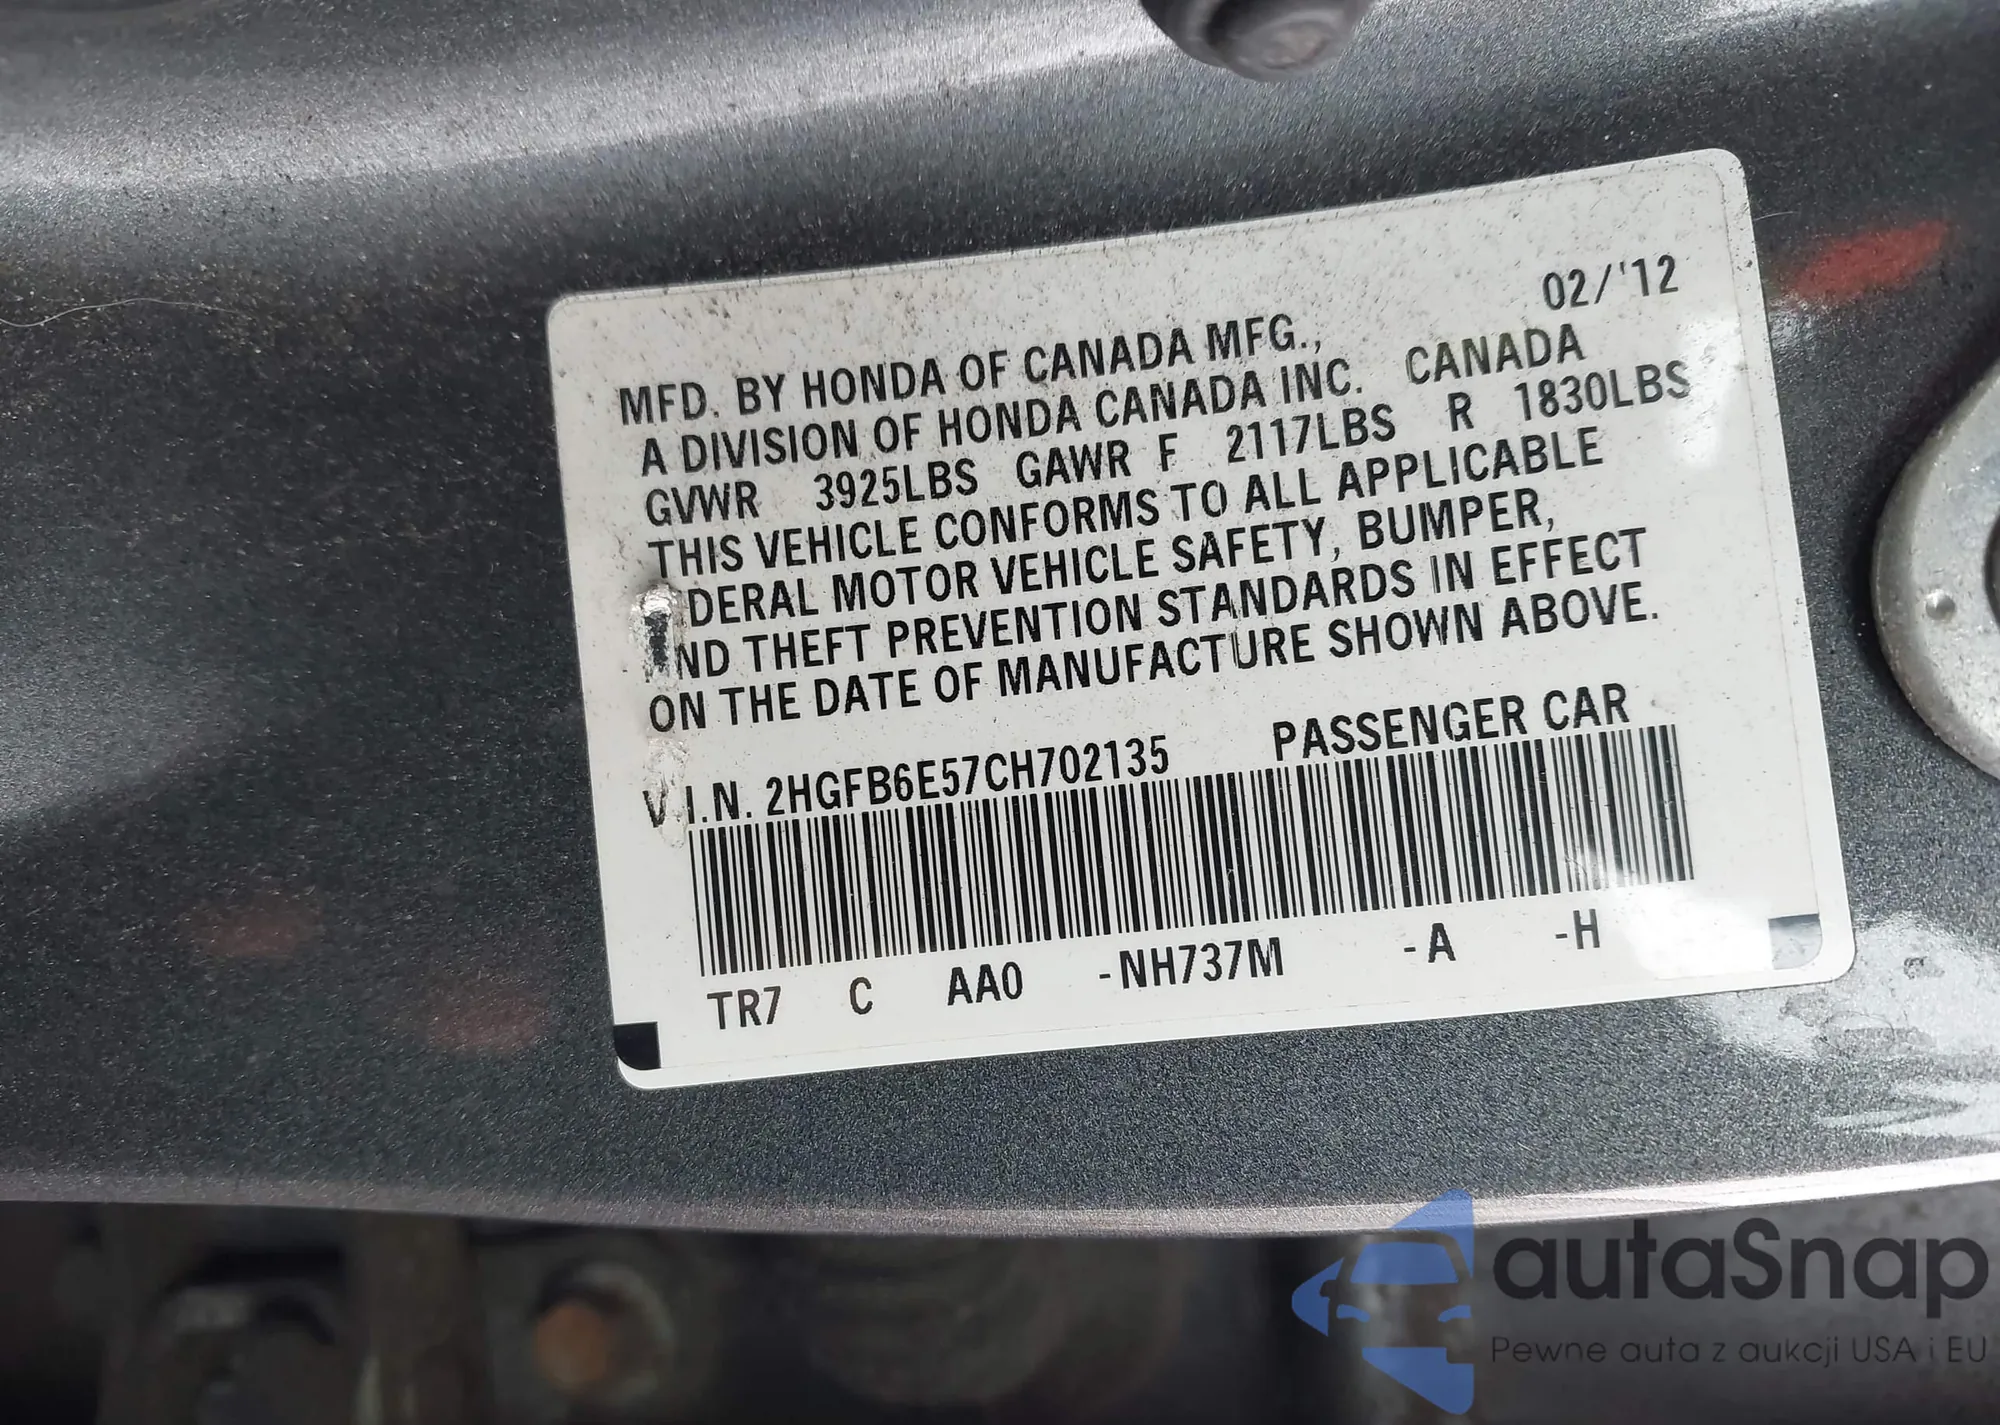 02/'12
MFD. BY HONDA OF CANADA MFG.,
A DIVISION OF HONDA CANADA INC. CANADA
GVWR 3925LBS GAWR F 2117LBS R 1830LBS
THIS VEHICLE CONFORMS TO ALL APPLICABLE
DERAL MOTOR VEHICLE SAFETY, BUMPER,
ND THEFT PREVENTION STANDARDS IN EFFECT
ON THE DATE OF MANUFACTURE SHOWN ABOVE.
V.I.N. 2HGFB6E57CH702135 PASSENGER CAR
TR7 C AA0 -NH737M -A -H
autaSnap
Pewne auta z aukcji USA i EU